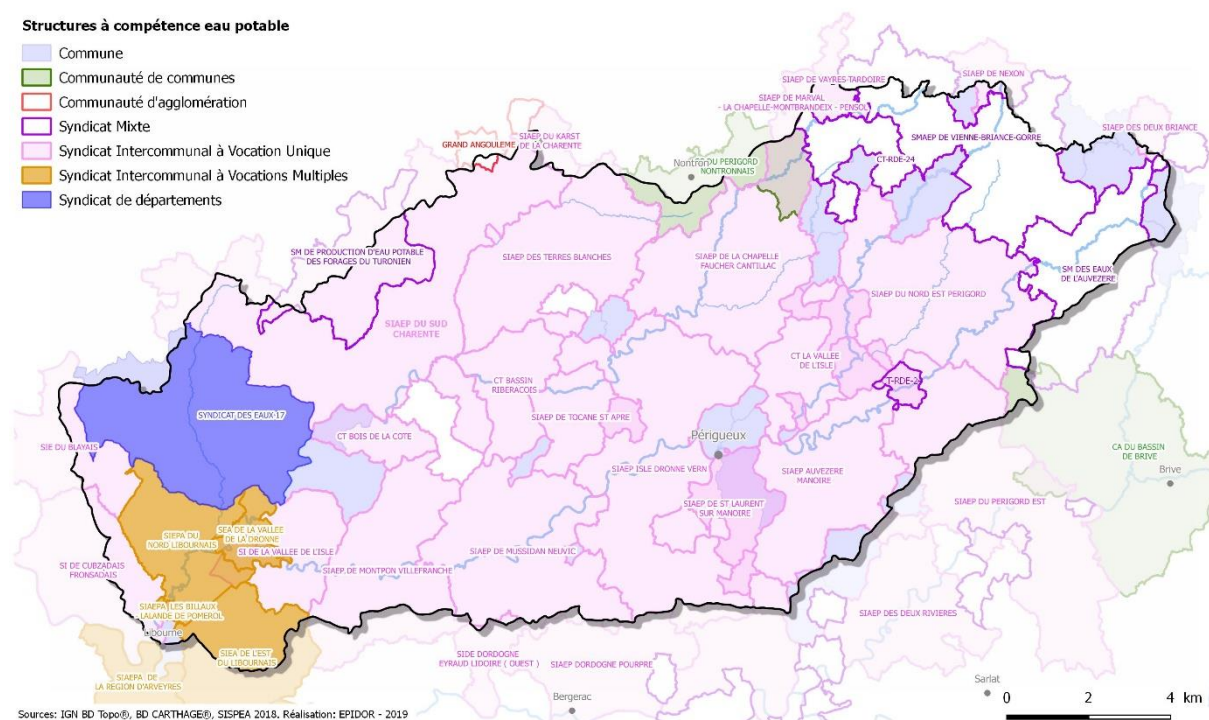 Structures à compétence eau potable
Commune
Communauté de communes
Communauté d'agglomération
Syndicat Mixte
Syndicat Intercommunal à Vocation Unique
Syndicat Intercommunal à Vocations Multiples
Syndicat de départements
SIAEP DE VAYRES-TARDOIRE
SIAEP DE NEXON
SIAEP DE MARVAL
- LA CHAPELLE-MONTBRANDEIX - PENSOL
SMAEP DE VIENNE-BRIANCE-GORRE
SIAEP DES DEUX BRIANCE
SIAEP DU KARST
DE LA CHARENTE
GRAND ANGOULEME
Nontron
DU PERIGORD
NONTRONNAIS
CT-RDE-24
SM DE PRODUCTION D'EAU POTABLE
DES FORAGES DU TURONIEN
SIAEP DES TERRES BLANCHES
SIAEP DE LA CHAPELLE
FAUCHER CANTILLAC
SM DES EAUX
DE L'AUVEZERE
SIAEP DU NORD EST PERIGORD
SIAEP DU SUD
CHARENTE
CT LA VALLEE
DE L'ISLE
CT BASSIN
RIBERACOIS
T-RDE-2
SYNDICAT DES EAUX-17
SIAEP DE TOCANE ST APRE
CT BOIS DE LA COTE
Périgueux
SIE DU BLAYAIS
CA DU BASSIN
DE BRIVE
Brive
SIAEP ISLE DRONNE VERN
SIAEP AUVEZERE
MANOIRE
SIAEP DU PERIGORD EST
SIAEP DE ST LAURENT
SUR MANOIRE
SEA DE LA VALLEE
DE LA DRONNE
SIEPA DU
NORD LIBOURNAIS
SI DE LA VALLEE DE L'ISLE
SIAEP DE MUSSIDAN NEUVIC
SI DE CUBZADAIS
FRONSADAIS
SIAEP DE MONTPON VILLEFRANCHE
SIAEPA LES BILLAUX
- LALANDE DE POMEROL
SIAEP DES DEUX RIVIERES
Libourne
SIEA DE L'EST
DU LIBOURNAIS
SIDE DORDOGNE
EYRAUD LIDOIRE ( OUEST )
SIAEP DORDOGNE POURPRE
SIAEPA DE
LA REGION D'ARVEYRES
Sarlat
Bergerac
0 2 4 km
Sources: IGN BD Topo®, BD CARTHAGE®, SISPEA 2018. Réalisation: EPIDOR - 2019